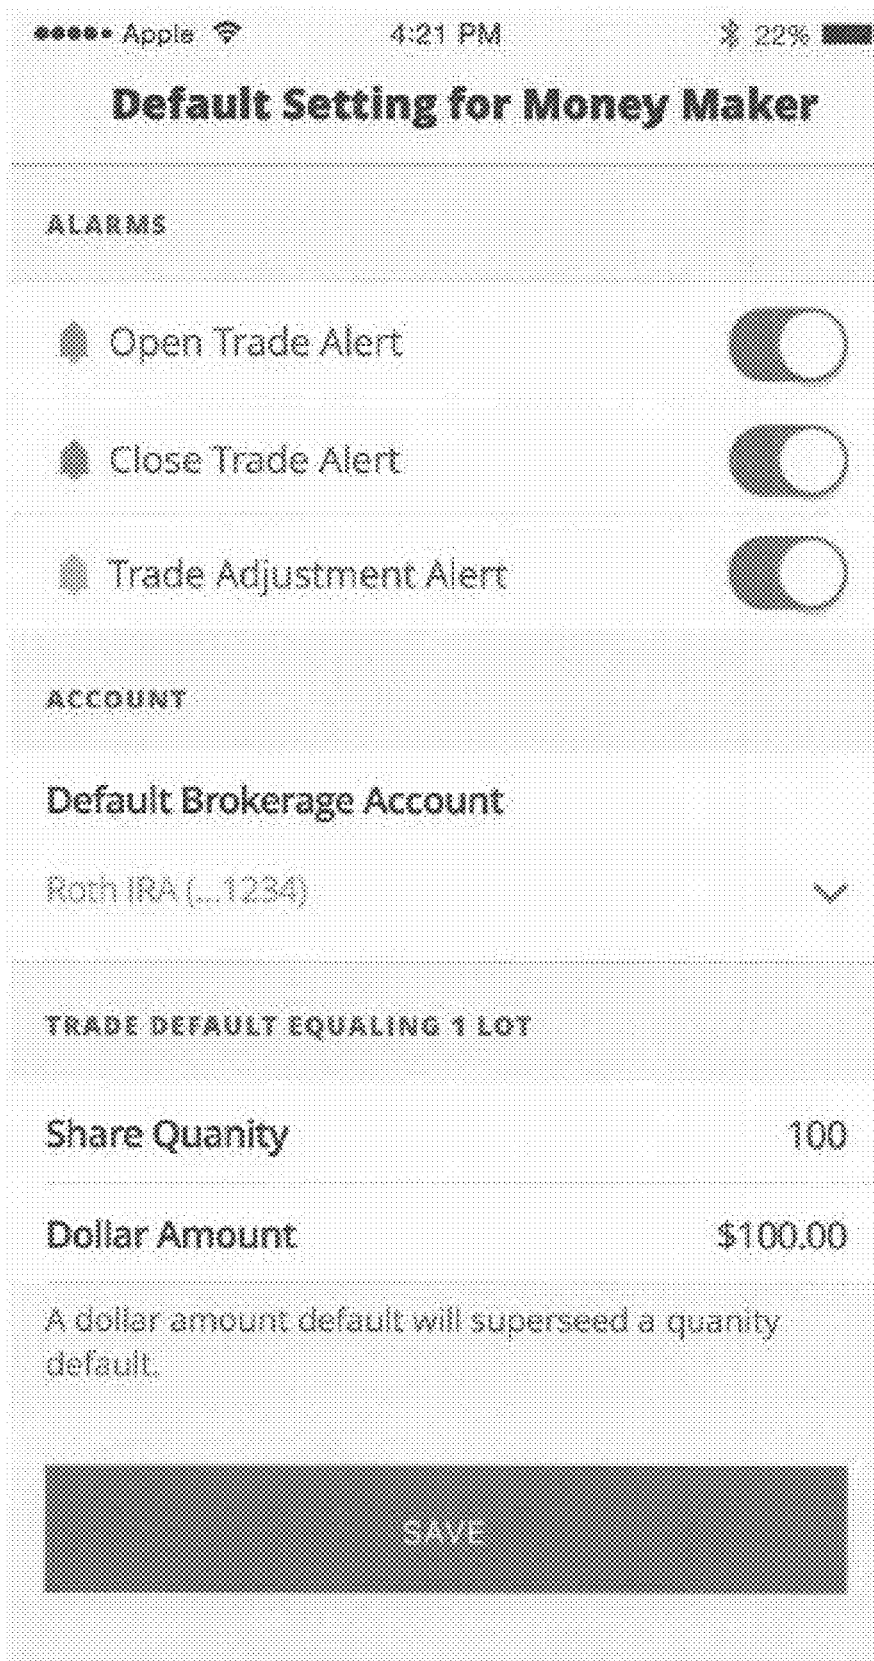 Apple 4:21 PM 22%
Default Setting for Money Maker
ALARMS
Open Trade Alert
Close Trade Alert
Trade Adjustment Alert
ACCOUNT
Default Brokerage Account
Roth IRA (...1234)
TRADE DEFAULT EQUALING 1 LOT
Share Quanity 100
Dollar Amount $100.00
A dollar amount default will superseed a quanity
default.
SAVE